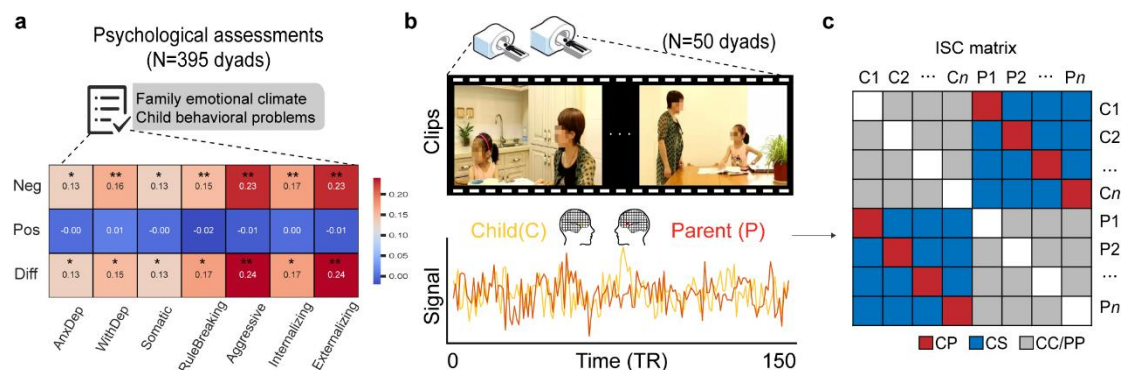 a
Psychological assessments
(N=395 dyads)
Family emotional climate
Child behavioral problems
Neg
* ** * ** ** ** **
0.13 0.16 0.13 0.15 0.23 0.17 0.23
Pos
-0.00 0.01 -0.00 -0.02 -0.01 0.00 -0.01
Diff
* * * * ** * **
0.13 0.15 0.13 0.17 0.24 0.17 0.24
0.20
0.15
0.10
0.05
0.00
AnxDep
WithDep
Somatic
RuleBreaking
Aggressive
Internalizing
Externalizing
b
(N=50 dyads)
Clips
...
Child(C)
Parent (P)
Signal
0
Time (TR)
150
c
ISC matrix
C1 C2 ... Cn P1 P2 ... Pn
C1
C2
...
Cn
P1
P2
...
Pn
CP CS CC/PP